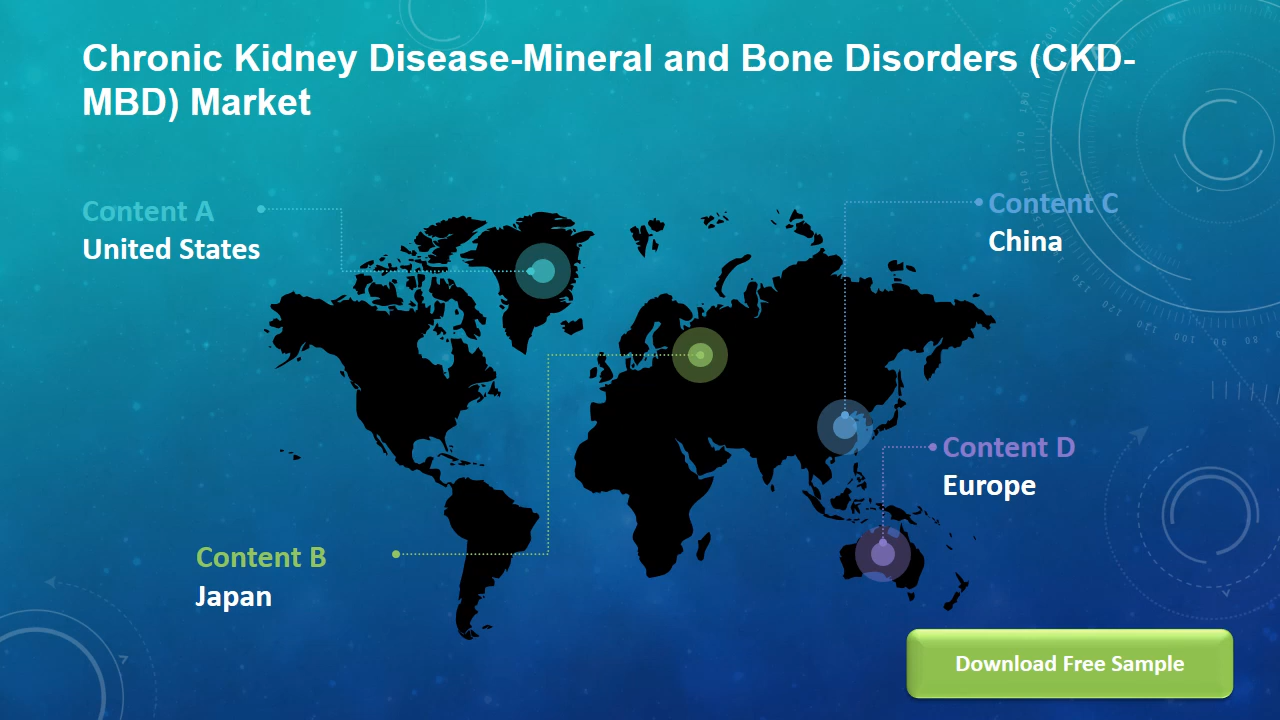 Chronic Kidney Disease-Mineral and Bone Disorders (CKD-
MBD) Market
Content A
United States
Content C
China
Content D
Europe
Content B
Japan
Download Free Sample